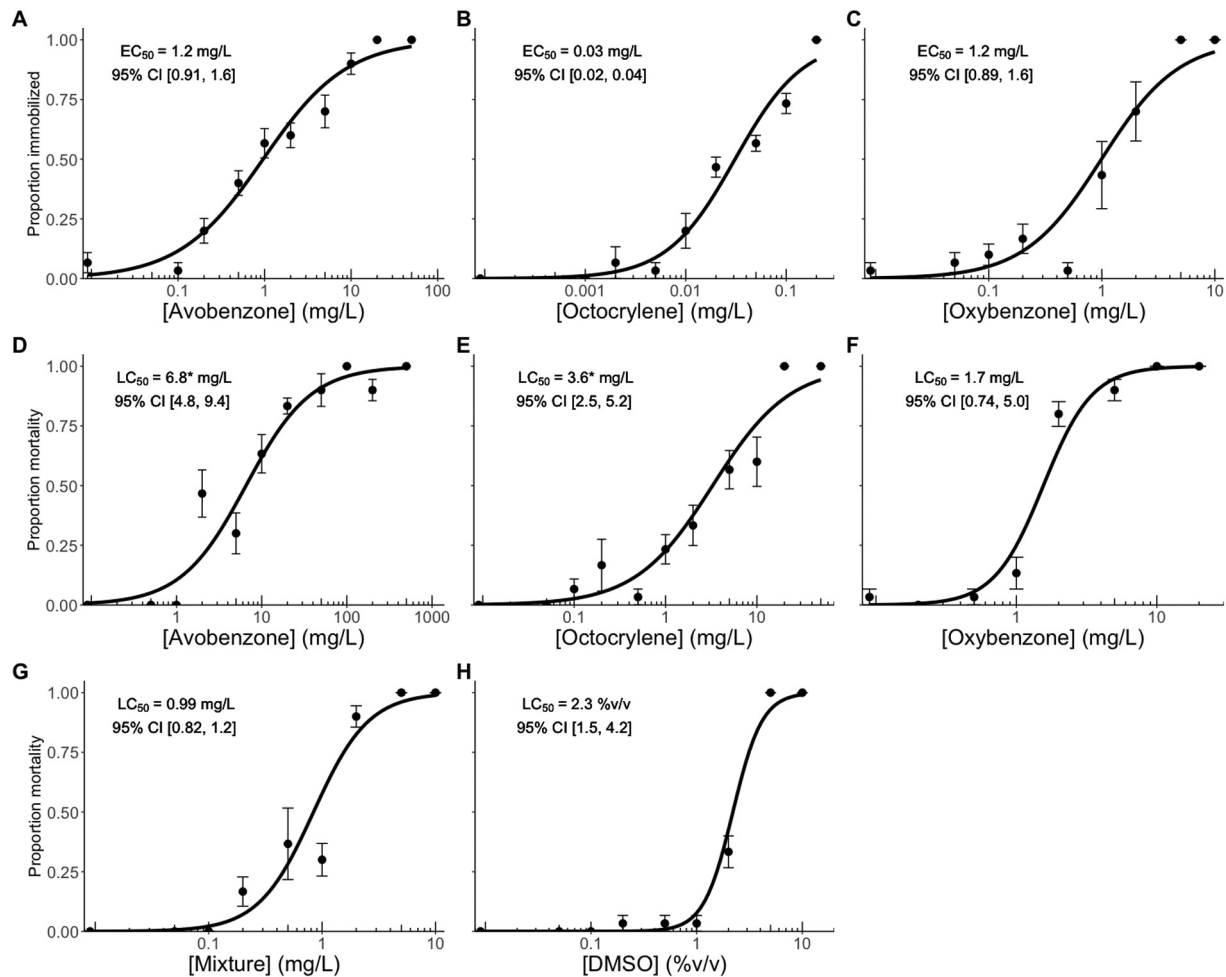 A
EC50 = 1.2 mg/L
95% CI [0.91, 1.6]
Proportion immobilized
1.00
0.75
0.50
0.25
0.00
0.1
1
10
100
[Avobenzone] (mg/L)
B
EC50 = 0.03 mg/L
95% CI [0.02, 0.04]
0.001
0.01
0.1
[Octocrylene] (mg/L)
C
EC50 = 1.2 mg/L
95% CI [0.89, 1.6]
0.1
1
10
[Oxybenzone] (mg/L)
D
LC50 = 6.8* mg/L
95% CI [4.8, 9.4]
Proportion mortality
1.00
0.75
0.50
0.25
0.00
1
10
100
1000
[Avobenzone] (mg/L)
E
LC50 = 3.6* mg/L
95% CI [2.5, 5.2]
0.1
1
10
[Octocrylene] (mg/L)
F
LC50 = 1.7 mg/L
95% CI [0.74, 5.0]
1
10
[Oxybenzone] (mg/L)
G
LC50 = 0.99 mg/L
95% CI [0.82, 1.2]
Proportion mortality
1.00
0.75
0.50
0.25
0.00
0.1
1
10
[Mixture] (mg/L)
H
LC50 = 2.3 %v/v
95% CI [1.5, 4.2]
0.1
1
10
[DMSO] (%v/v)